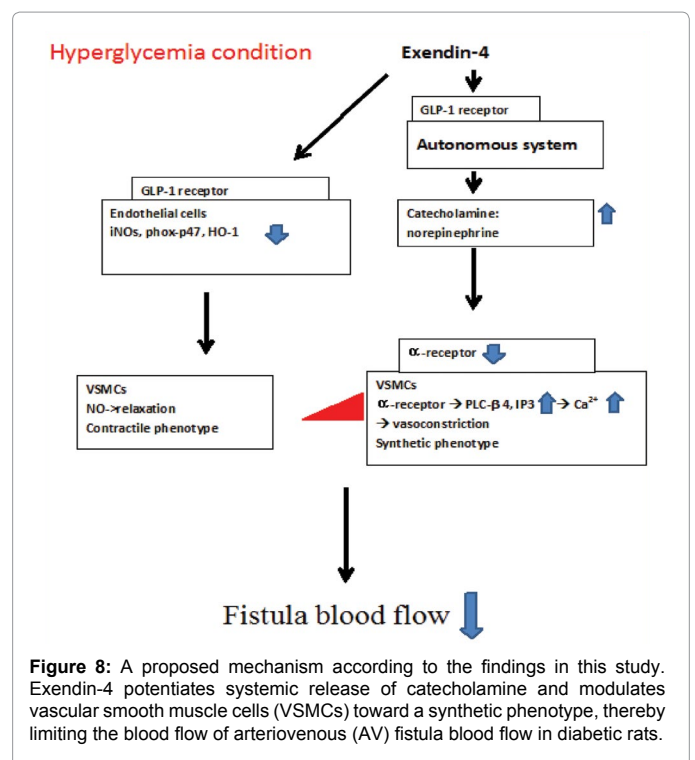 Hyperglycemia condition
Exendin-4
GLP-1 receptor
Autonomous system
GLP-1 receptor
Endothelial cells
iNOs, phox-p47, HO-1
Catecholamine:
norepinephrine
α-receptor
VSMCs
NO->relaxation
Contractile phenotype
VSMCs
α-receptor → PLC-β 4, IP3 → Ca²⁺
→ vasoconstriction
Synthetic phenotype
Fistula blood flow
Figure 8: A proposed mechanism according to the findings in this study.
Exendin-4 potentiates systemic release of catecholamine and modulates
vascular smooth muscle cells (VSMCs) toward a synthetic phenotype, thereby
limiting the blood flow of arteriovenous (AV) fistula blood flow in diabetic rats.